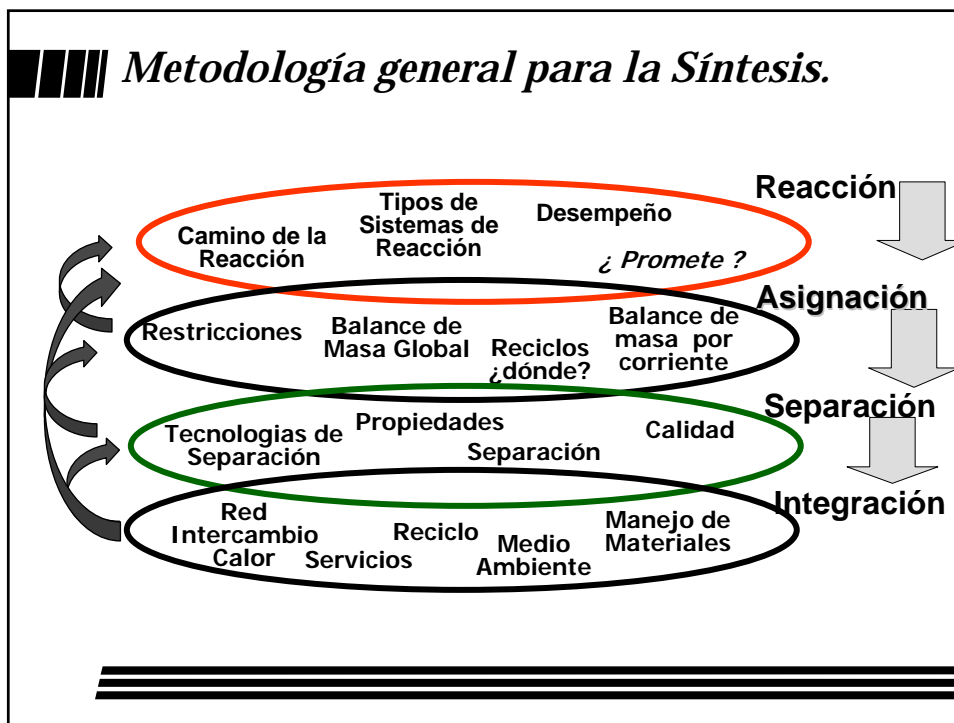 Metodología general para la Síntesis.
Reacción
Tipos de
Sistemas de
Reacción
Desempeño
Camino de la
Reacción
¿ Promete ?
Asignación
Restricciones
Balance de
Masa Global
Reciclos
¿dónde?
Balance de
masa por
corriente
Separación
Tecnologias de
Separación
Propiedades
Separación
Calidad
Integración
Red
Intercambio
Calor
Servicios
Reciclo
Medio
Ambiente
Manejo de
Materiales